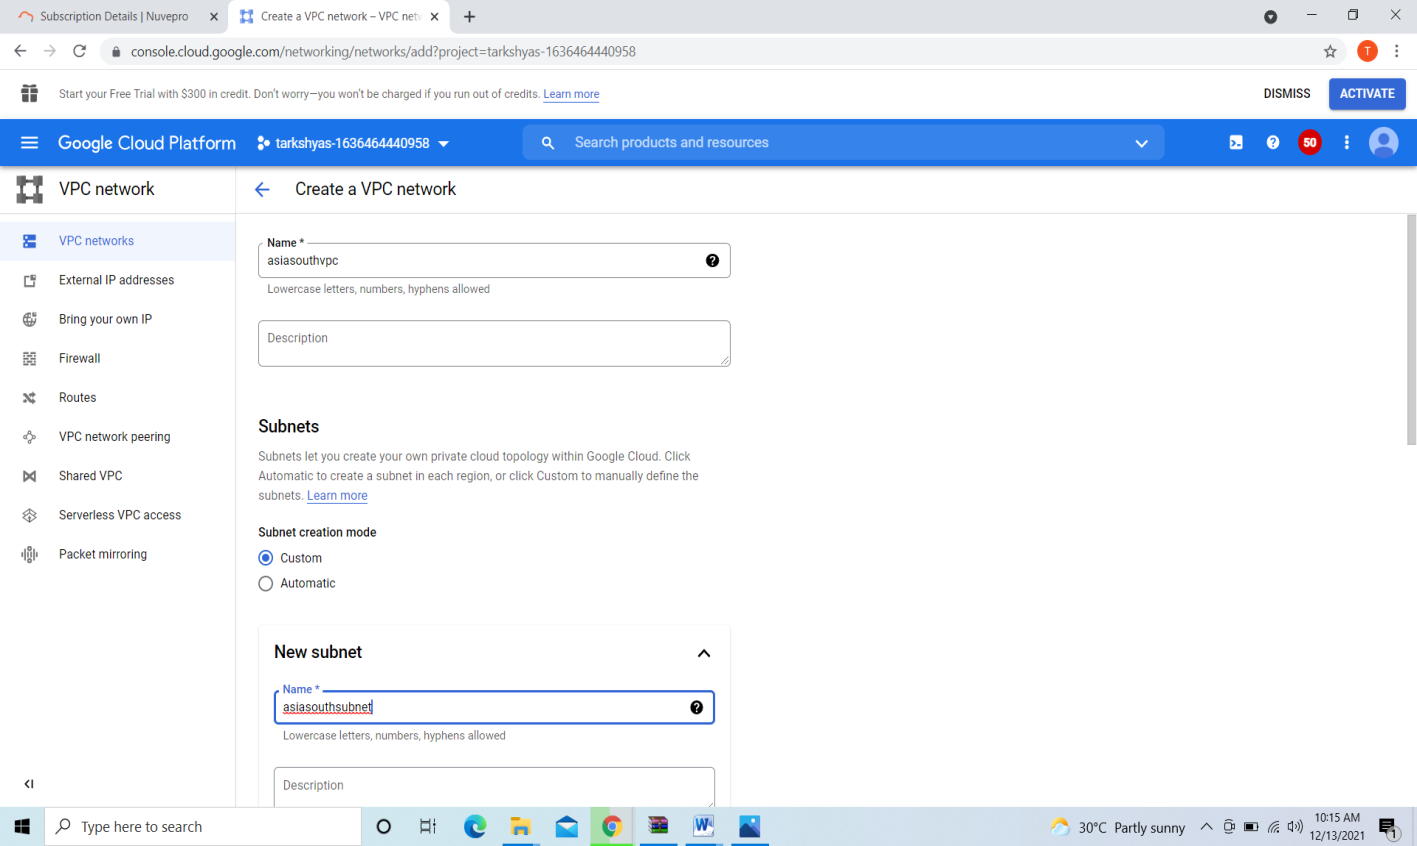 Subscription Details | Nuvepro
Create a VPC network – VPC netw
console.cloud.google.com/networking/networks/add?project=tarkshyas-1636464440958
T
Start your Free Trial with $300 in credit. Don't worry—you won't be charged if you run out of credits. Learn more
DISMISS
ACTIVATE
Google Cloud Platform
tarkshyas-1636464440958
Search products and resources
50
VPC network
Create a VPC network
VPC networks
External IP addresses
Bring your own IP
Firewall
Routes
VPC network peering
Shared VPC
Serverless VPC access
Packet mirroring
Name *
asiasouthvpc
Lowercase letters, numbers, hyphens allowed
Description
Subnets
Subnets let you create your own private cloud topology within Google Cloud. Click
Automatic to create a subnet in each region, or click Custom to manually define the
subnets. Learn more
Subnet creation mode
Custom
Automatic
New subnet
Name *
asiasouthsubnet
Lowercase letters, numbers, hyphens allowed
Description
Type here to search
30°C Partly sunny
10:15 AM
12/13/2021
1